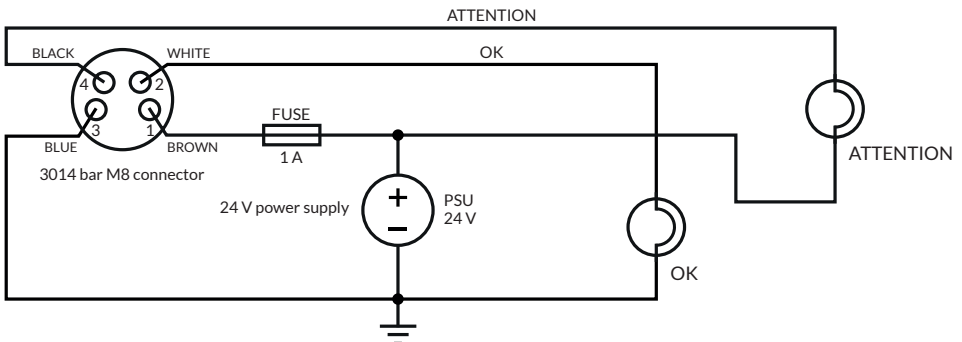 ATTENTION
BLACK
WHITE
OK
4
2
3
1
FUSE
1 A
BLUE
BROWN
3014 bar M8 connector
ATTENTION
24 V power supply
+
−
PSU
24 V
OK